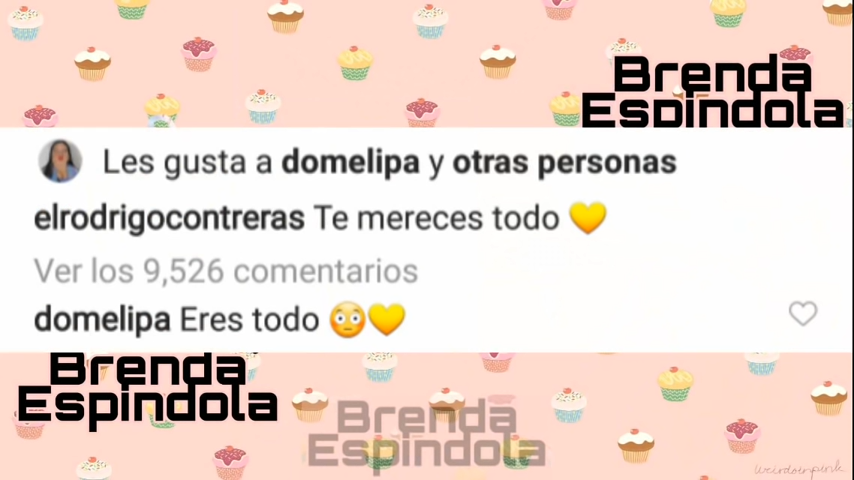 Brenda
Espindola
Les gusta a domelipa y otras personas
elrodrigocontreras Te mereces todo 💛
Ver los 9,526 comentarios
domelipa Eres todo 😳💛
Brenda
Espindola
Brenda
Espindola
weirdoinpink